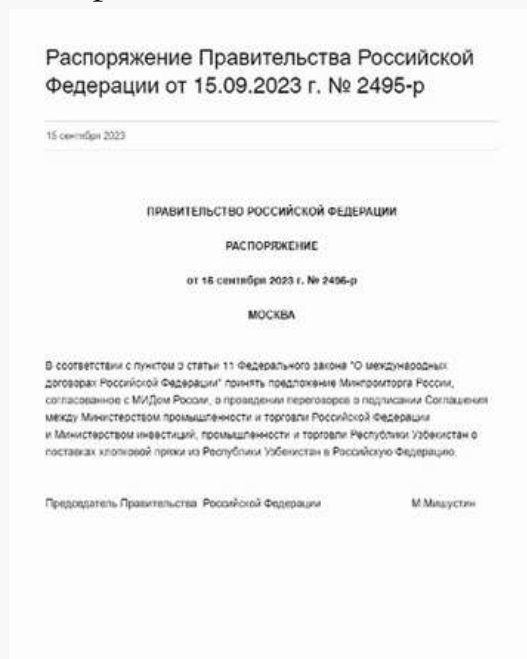 Распоряжение Правительства Российской
Федерации от 15.09.2023 г. № 2495-р
15 сентября 2023
ПРАВИТЕЛЬСТВО РОССИЙСКОЙ ФЕДЕРАЦИИ
РАСПОРЯЖЕНИЕ
от 15 сентября 2023 г. № 2495-р
МОСКВА
В соответствии с пунктом 3 статьи 11 Федерального закона "О международных
договорах Российской Федерации" принять предложение Минпромторга России,
согласованное с МИДом России, о проведении переговоров о подписании Соглашения
между Министерством промышленности и торговли Российской Федерации
и Министерством инвестиций, промышленности и торговли Республики Узбекистан о
поставках хлопковой пряжи из Республики Узбекистан в Российскую Федерацию.
Председатель Правительства Российской Федерации М.Мишустин